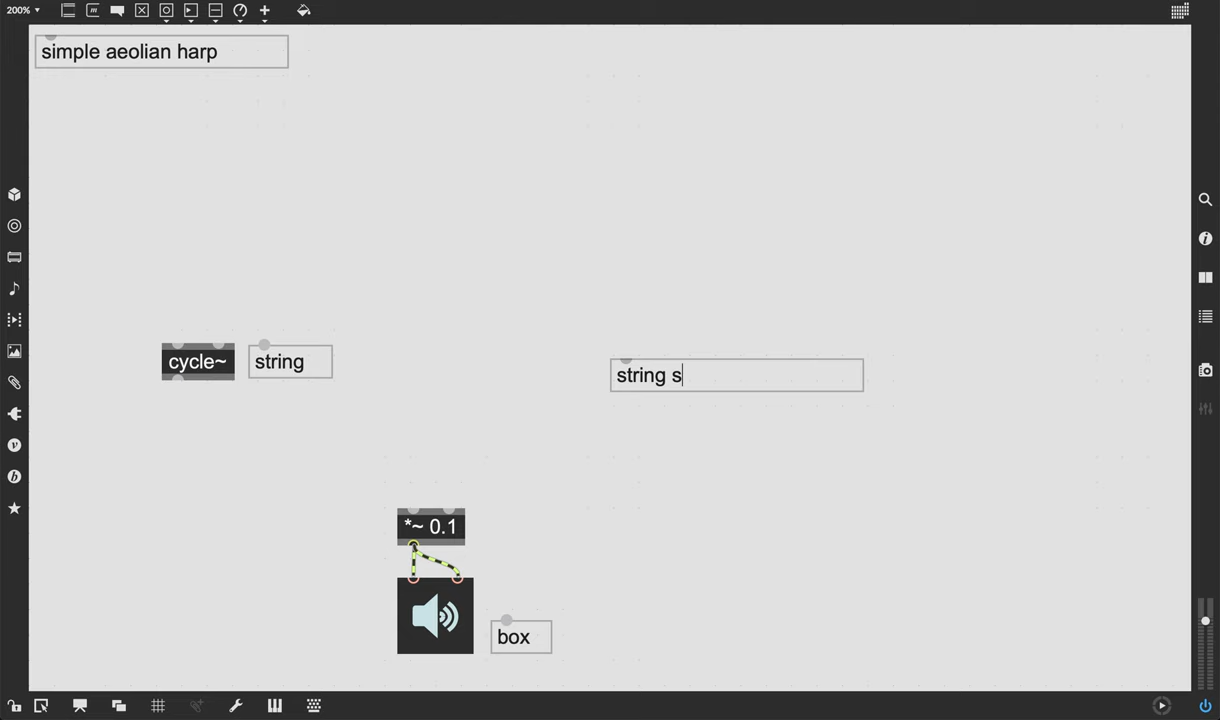 200%
simple aeolian harp
cycle~
string
string s
*~ 0.1
box